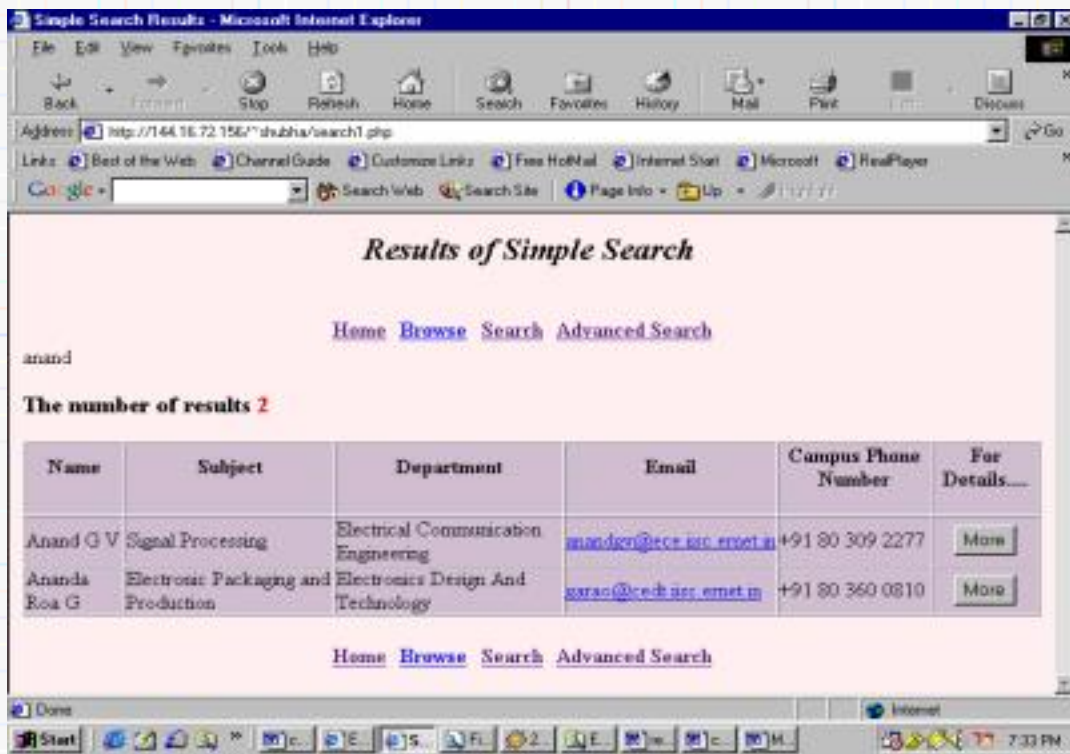 Simple Search Results - Microsoft Internet Explorer
File Edit View Favorites Tools Help
Back Forward Stop Refresh Home Search Favorites History Mail Print Edit Discuss
Address http://144.16.72.156/~shubha/search1.php Go
Links Best of the Web Channel Guide Customize Links Free HotMail Internet Start Microsoft RealPlayer
Google Search Web Search Site Page Info Up
Results of Simple Search
Home Browse Search Advanced Search
anand
The number of results 2
Name Subject Department Email Campus Phone Number For Details....
Anand G V Signal Processing Electrical Communication Engineering anandgv@ece.iisc.ernet.in +91 80 309 2277 More
Ananda Roa G Electronic Packaging and Production Electronics Design And Technology garao@cedt.iisc.ernet.in +91 80 360 0810 More
Home Browse Search Advanced Search
Done Internet
Start 7:33 PM